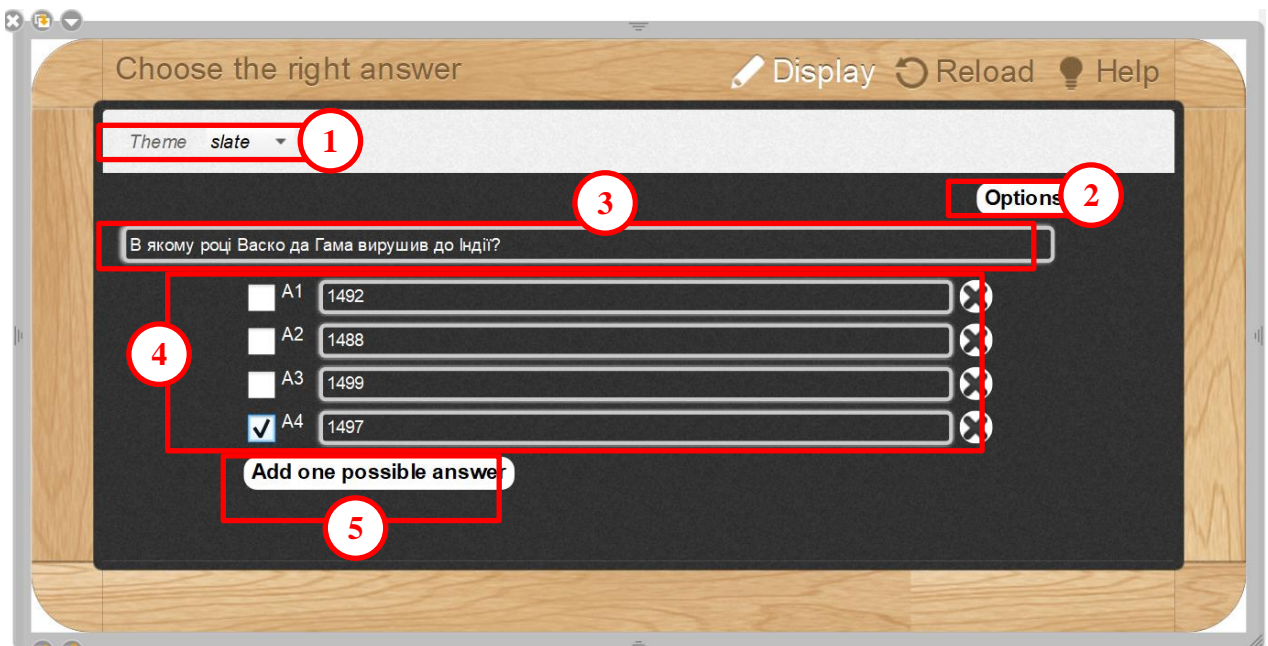 Choose the right answer Display Reload Help
Theme slate 1
3
Options 2
В якому році Васко да Гама вирушив до Індії?
A1 1492
A2 1488
4
A3 1499
A4 1497
Add one possible answer
5